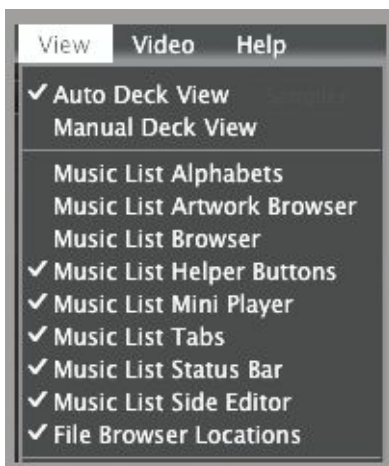 View Video Help
✓ Auto Deck View
Manual Deck View
Music List Alphabets
Music List Artwork Browser
Music List Browser
✓ Music List Helper Buttons
✓ Music List Mini Player
✓ Music List Tabs
✓ Music List Status Bar
✓ Music List Side Editor
✓ File Browser Locations